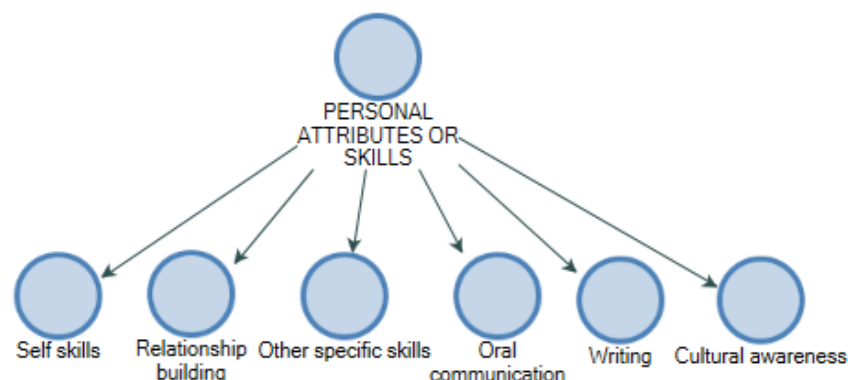 PERSONAL
ATTRIBUTES OR
SKILLS
Self skills
Relationship
building
Other specific skills
Oral
communication
Writing
Cultural awareness